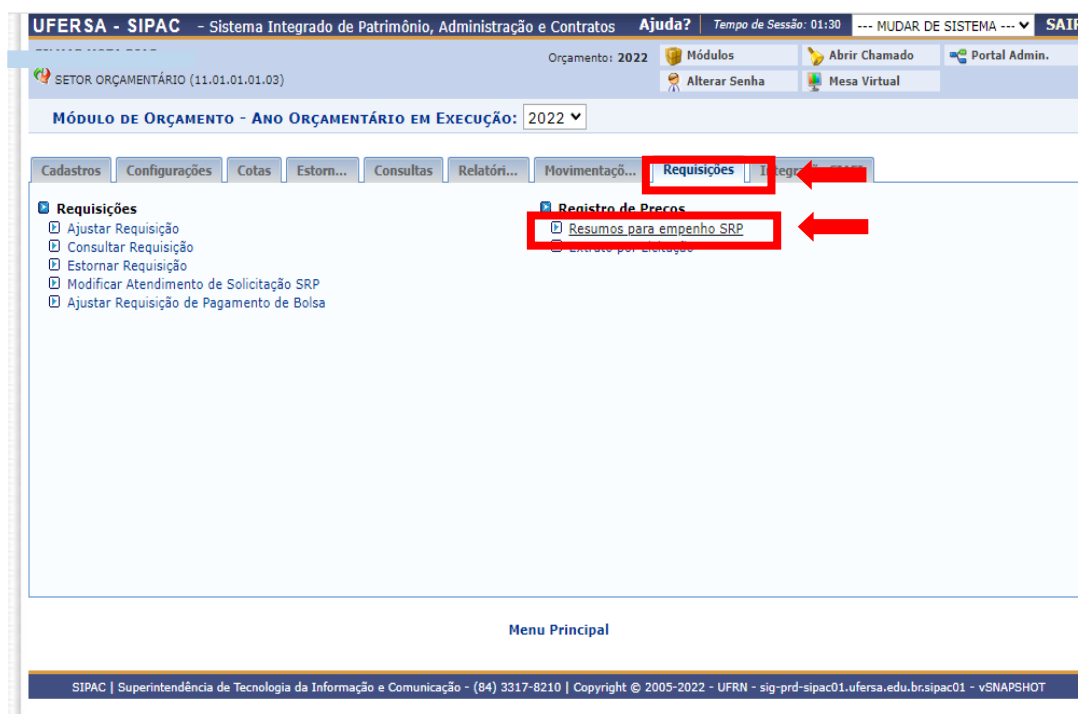 UFERSA - SIPAC - Sistema Integrado de Patrimônio, Administração e Contratos Ajuda? Tempo de Sessão: 01:30 --- MUDAR DE SISTEMA --- SAIR
Orçamento: 2022 Módulos Abrir Chamado Portal Admin.
SETOR ORÇAMENTÁRIO (11.01.01.01.03) Alterar Senha Mesa Virtual
MÓDULO DE ORÇAMENTO - ANO ORÇAMENTÁRIO EM EXECUÇÃO: 2022
Cadastros Configurações Cotas Estorn... Consultas Relatóri... Movimentaçõ... Requisições
Requisições
Ajustar Requisição
Consultar Requisição
Estornar Requisição
Modificar Atendimento de Solicitação SRP
Ajustar Requisição de Pagamento de Bolsa
Registro de Preços
Resumos para empenho SRP
Extrato por Licitação
Menu Principal
SIPAC | Superintendência de Tecnologia da Informação e Comunicação - (84) 3317-8210 | Copyright © 2005-2022 - UFRN - sig-prd-sipac01.ufersa.edu.br.sipac01 - vSNAPSHOT